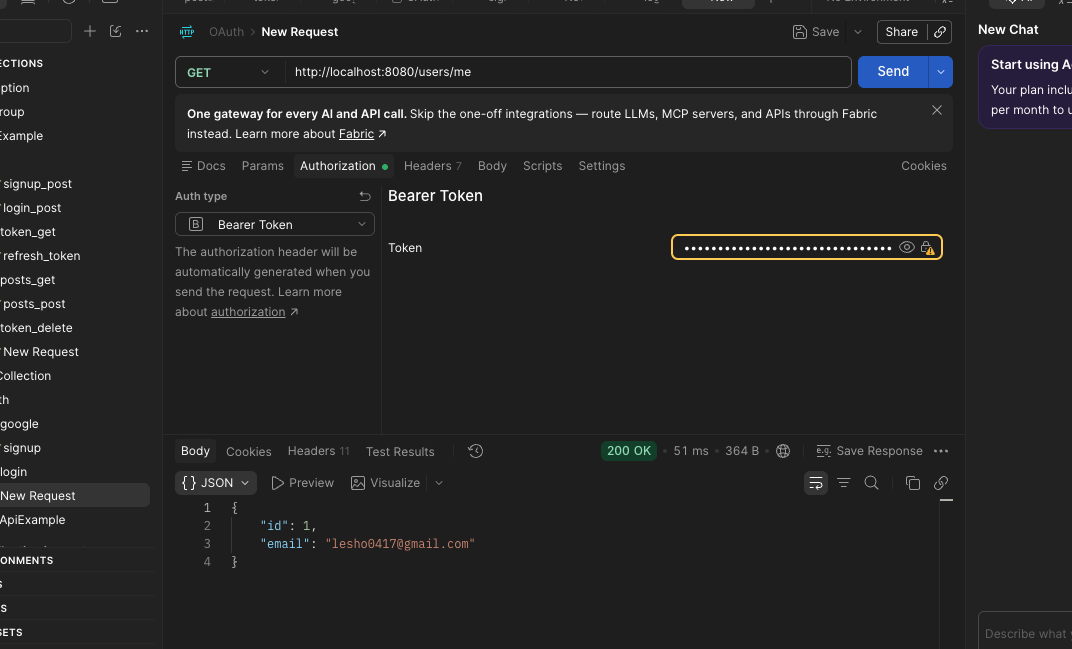 New Chat
HTTP OAuth > New Request Save Share
ECTIONS
GET http://localhost:8080/users/me Send
Start using A
ption
Your plan inclu
per month to u
roup
One gateway for every AI and API call. Skip the one-off integrations — route LLMs, MCP servers, and APIs through Fabric
instead. Learn more about Fabric ↗
Example
Docs Params Authorization Headers 7 Body Scripts Settings Cookies
signup_post
login_post
token_get
refresh_token
posts_get
posts_post
token_delete
New Request
Collection
th
google
signup
login
New Request
ApiExample
ONMENTS
S
S
SETS
Auth type
B Bearer Token
The authorization header will be
automatically generated when you
send the request. Learn more
about authorization ↗
Bearer Token
Token •••••••••••••••••••••••••••••••
Body Cookies Headers 11 Test Results 200 OK • 51 ms • 364 B • e.g. Save Response
{} JSON Preview Visualize
1 {
2 "id": 1,
3 "email": "lesho0417@gmail.com"
4 }
Describe what y